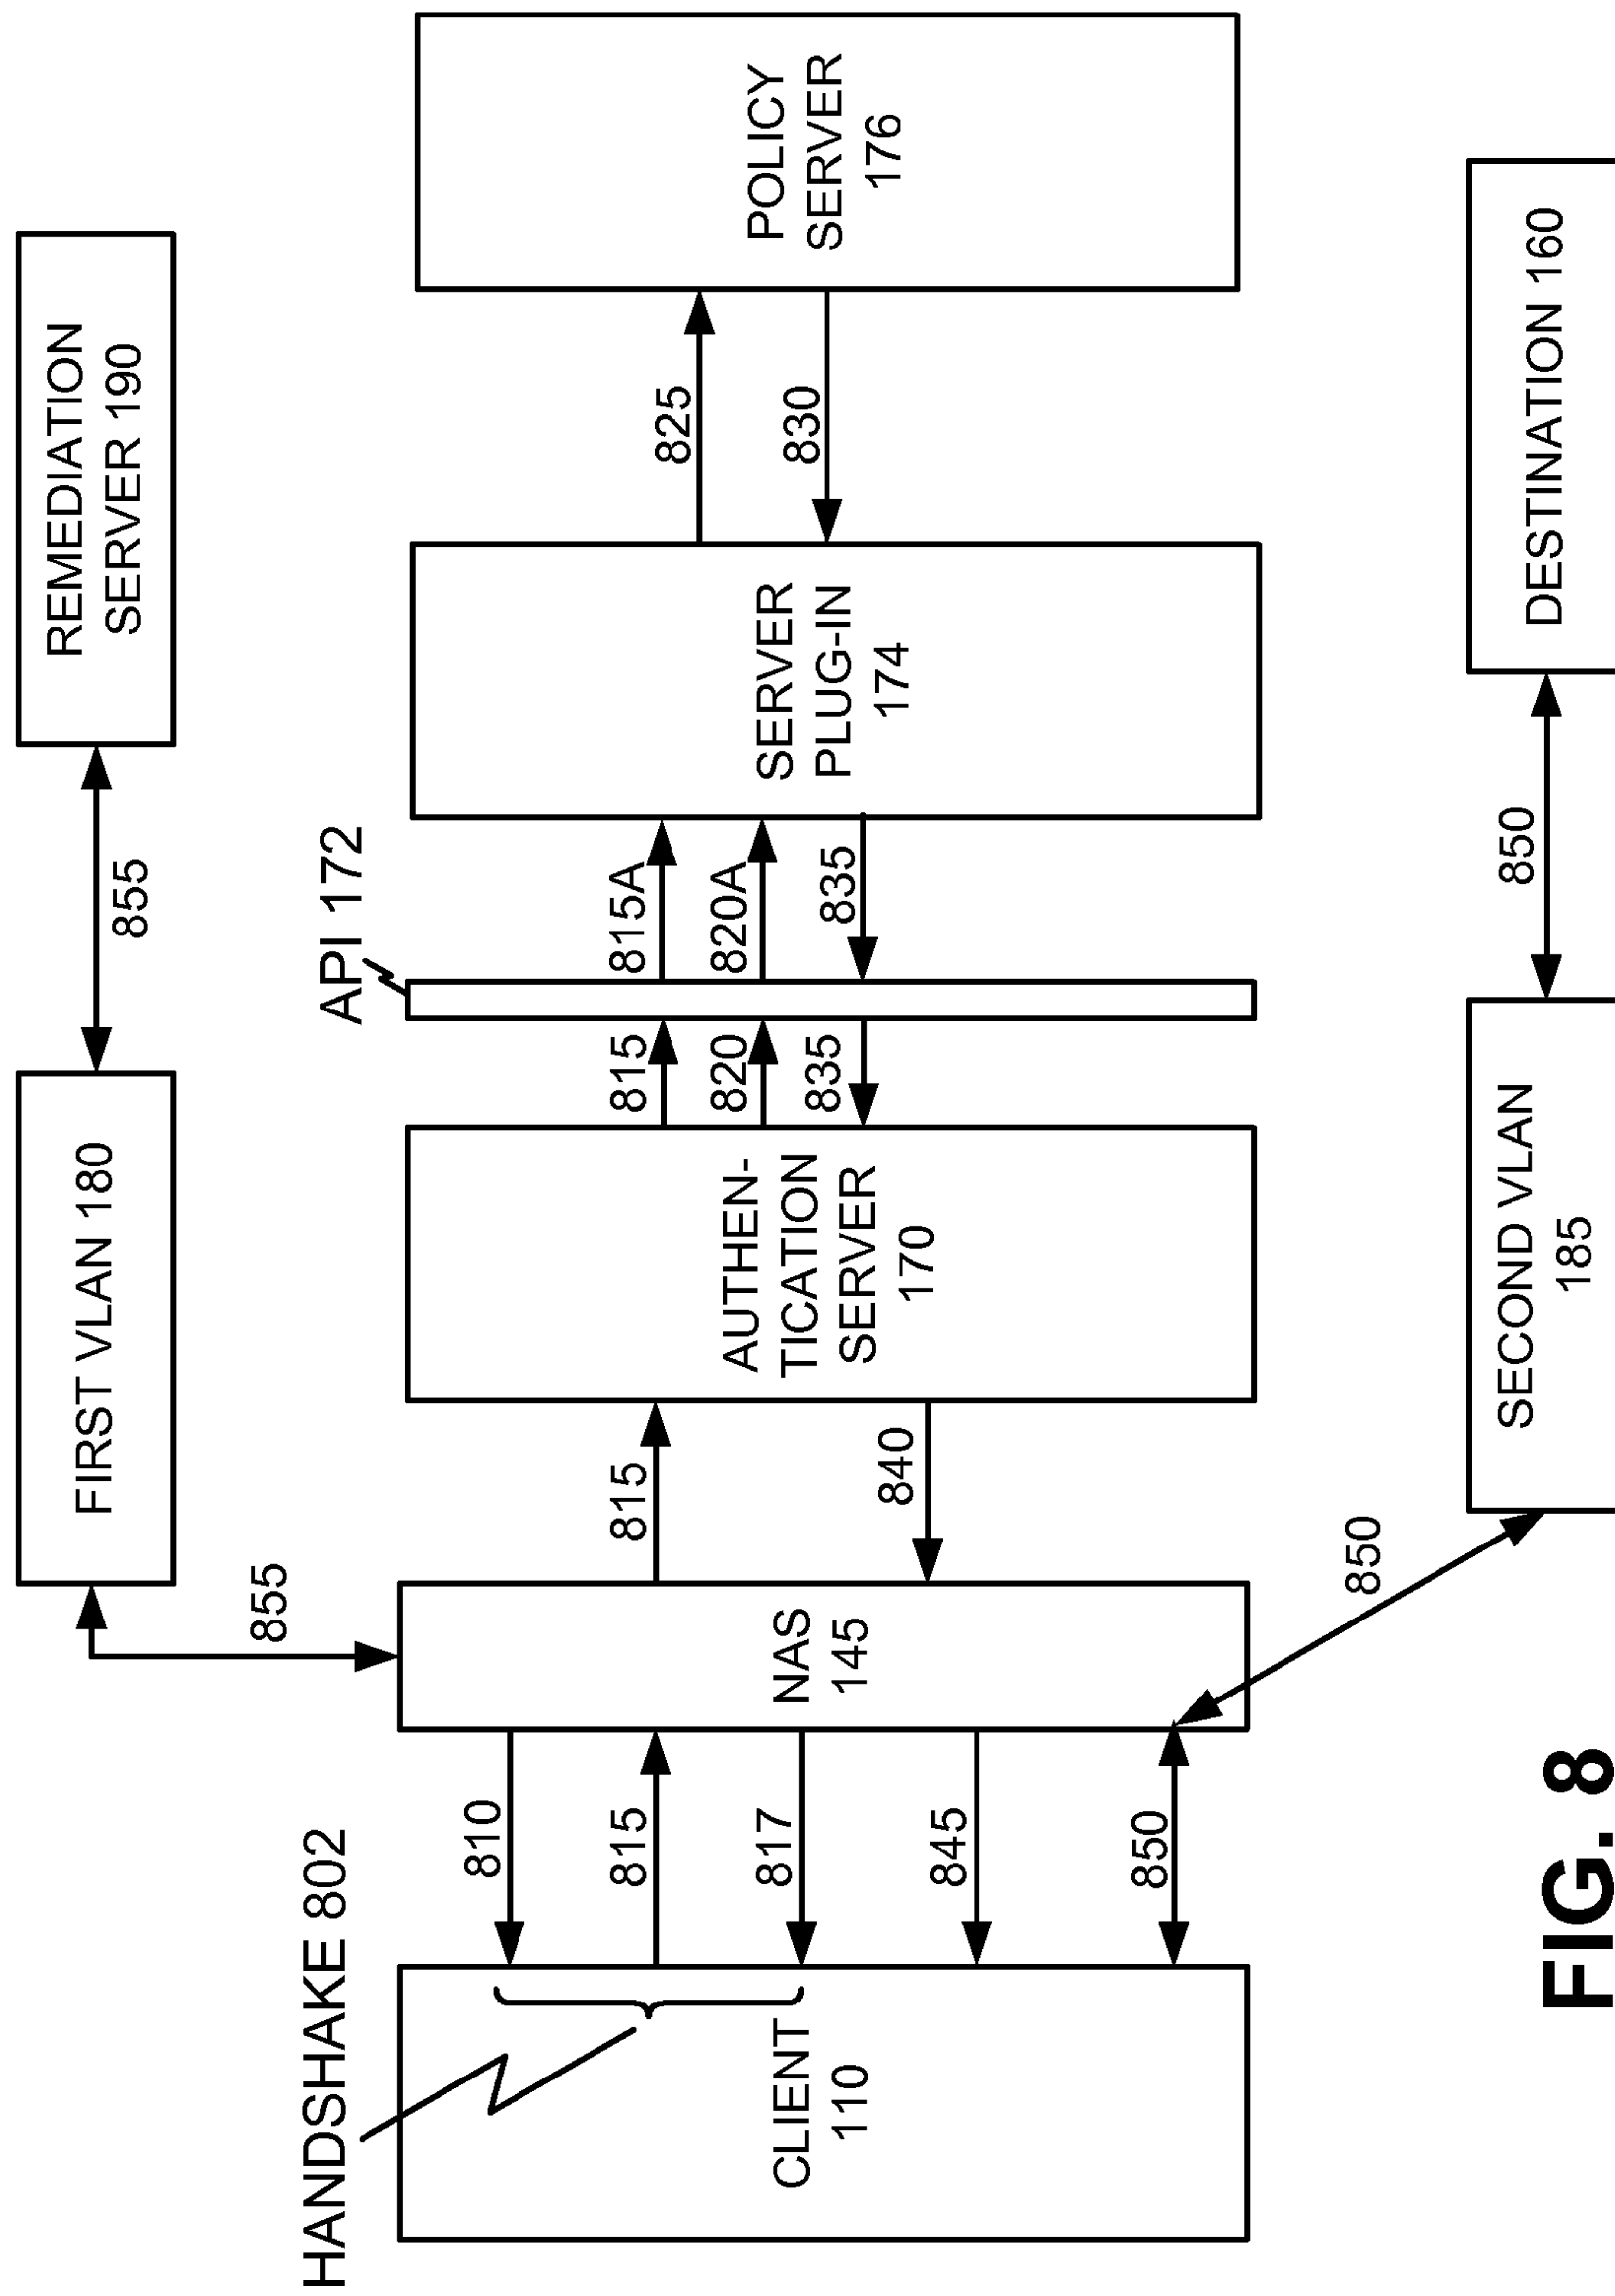 REMEDIATION
SERVER 190
855
FIRST VLAN 180
855
HANDSHAKE 802
API 172
CLIENT
110
810
815
817
845
850
NAS
145
815
840
AUTHEN-
TICATION
SERVER
170
815
820
835
815A
820A
835
SERVER
PLUG-IN
174
825
830
POLICY
SERVER
176
850
SECOND VLAN
185
850
DESTINATION 160
FIG. 8